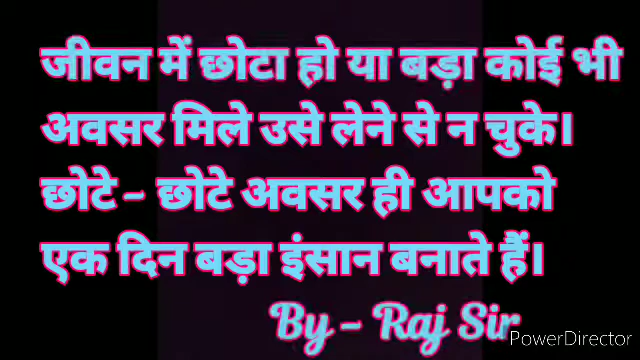 जीवन में छोटा हो या बड़ा कोई भी
अवसर मिले उसे लेने से न चुके।
छोटे - छोटे अवसर ही आपको
एक दिन बड़ा इंसान बनाते हैं।
By - Raj Sir
PowerDirector